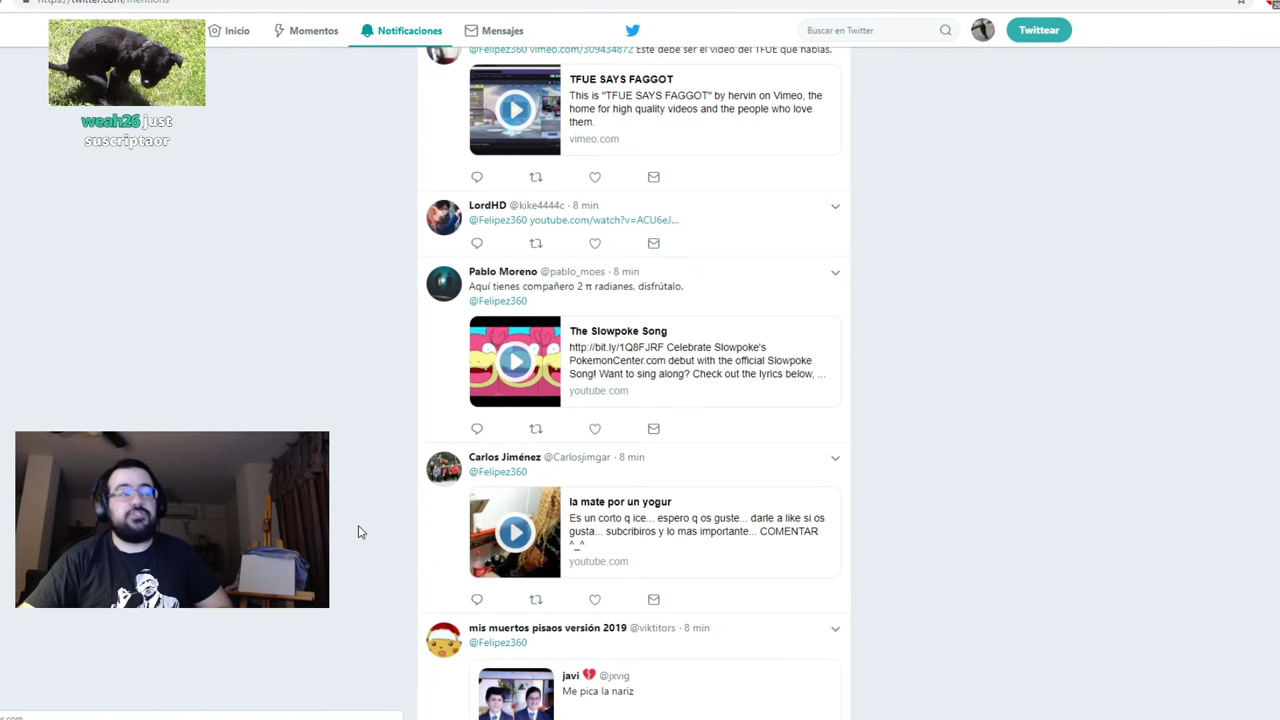 https://twitter.com/mentions
Inicio
Momentos
Notificaciones
Mensajes
Buscar en Twitter
Twittear
weah26 just
suscriptaor
@Felipez360 vimeo.com/309434872 Este debe ser el video del TFUE que hablas.
TFUE SAYS FAGGOT
This is "TFUE SAYS FAGGOT" by hervin on Vimeo, the
home for high quality videos and the people who love
them.
vimeo.com
LordHD @kike4444c · 8 min
@Felipez360 youtube.com/watch?v=ACU6eJ...
Pablo Moreno @pablo_moes · 8 min
Aquí tienes compañero 2 π radianes, disfrútalo.
@Felipez360
The Slowpoke Song
http://bit.ly/1Q8FJRF Celebrate Slowpoke's
PokemonCenter.com debut with the official Slowpoke
Song! Want to sing along? Check out the lyrics below, ...
youtube.com
Carlos Jiménez @Carlosjimgar · 8 min
@Felipez360
la mate por un yogur
Es un corto q ice... espero q os guste... darle a like si os
gusta... subcribiros y lo mas importante... COMENTAR
^_^
youtube.com
mis muertos pisaos versión 2019 @viktitors · 8 min
@Felipez360
javi 💔 @jxvig
Me pica la nariz